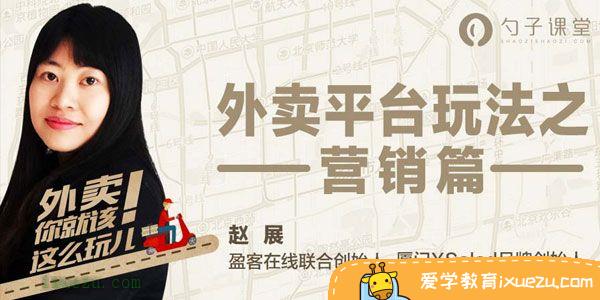 勺子课堂
SHAOZISHAOZI.COM
外卖平台玩法之
营销篇
外卖!
你就该
这么玩儿
赵 展
盈客在线联合创始人
爱学教育ixuezu.com
ixuezu.com